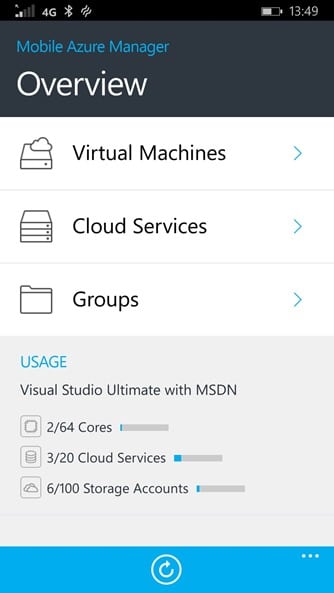 4G 13:49
Mobile Azure Manager
Overview
Virtual Machines
Cloud Services
Groups
USAGE
Visual Studio Ultimate with MSDN
2/64 Cores
3/20 Cloud Services
6/100 Storage Accounts